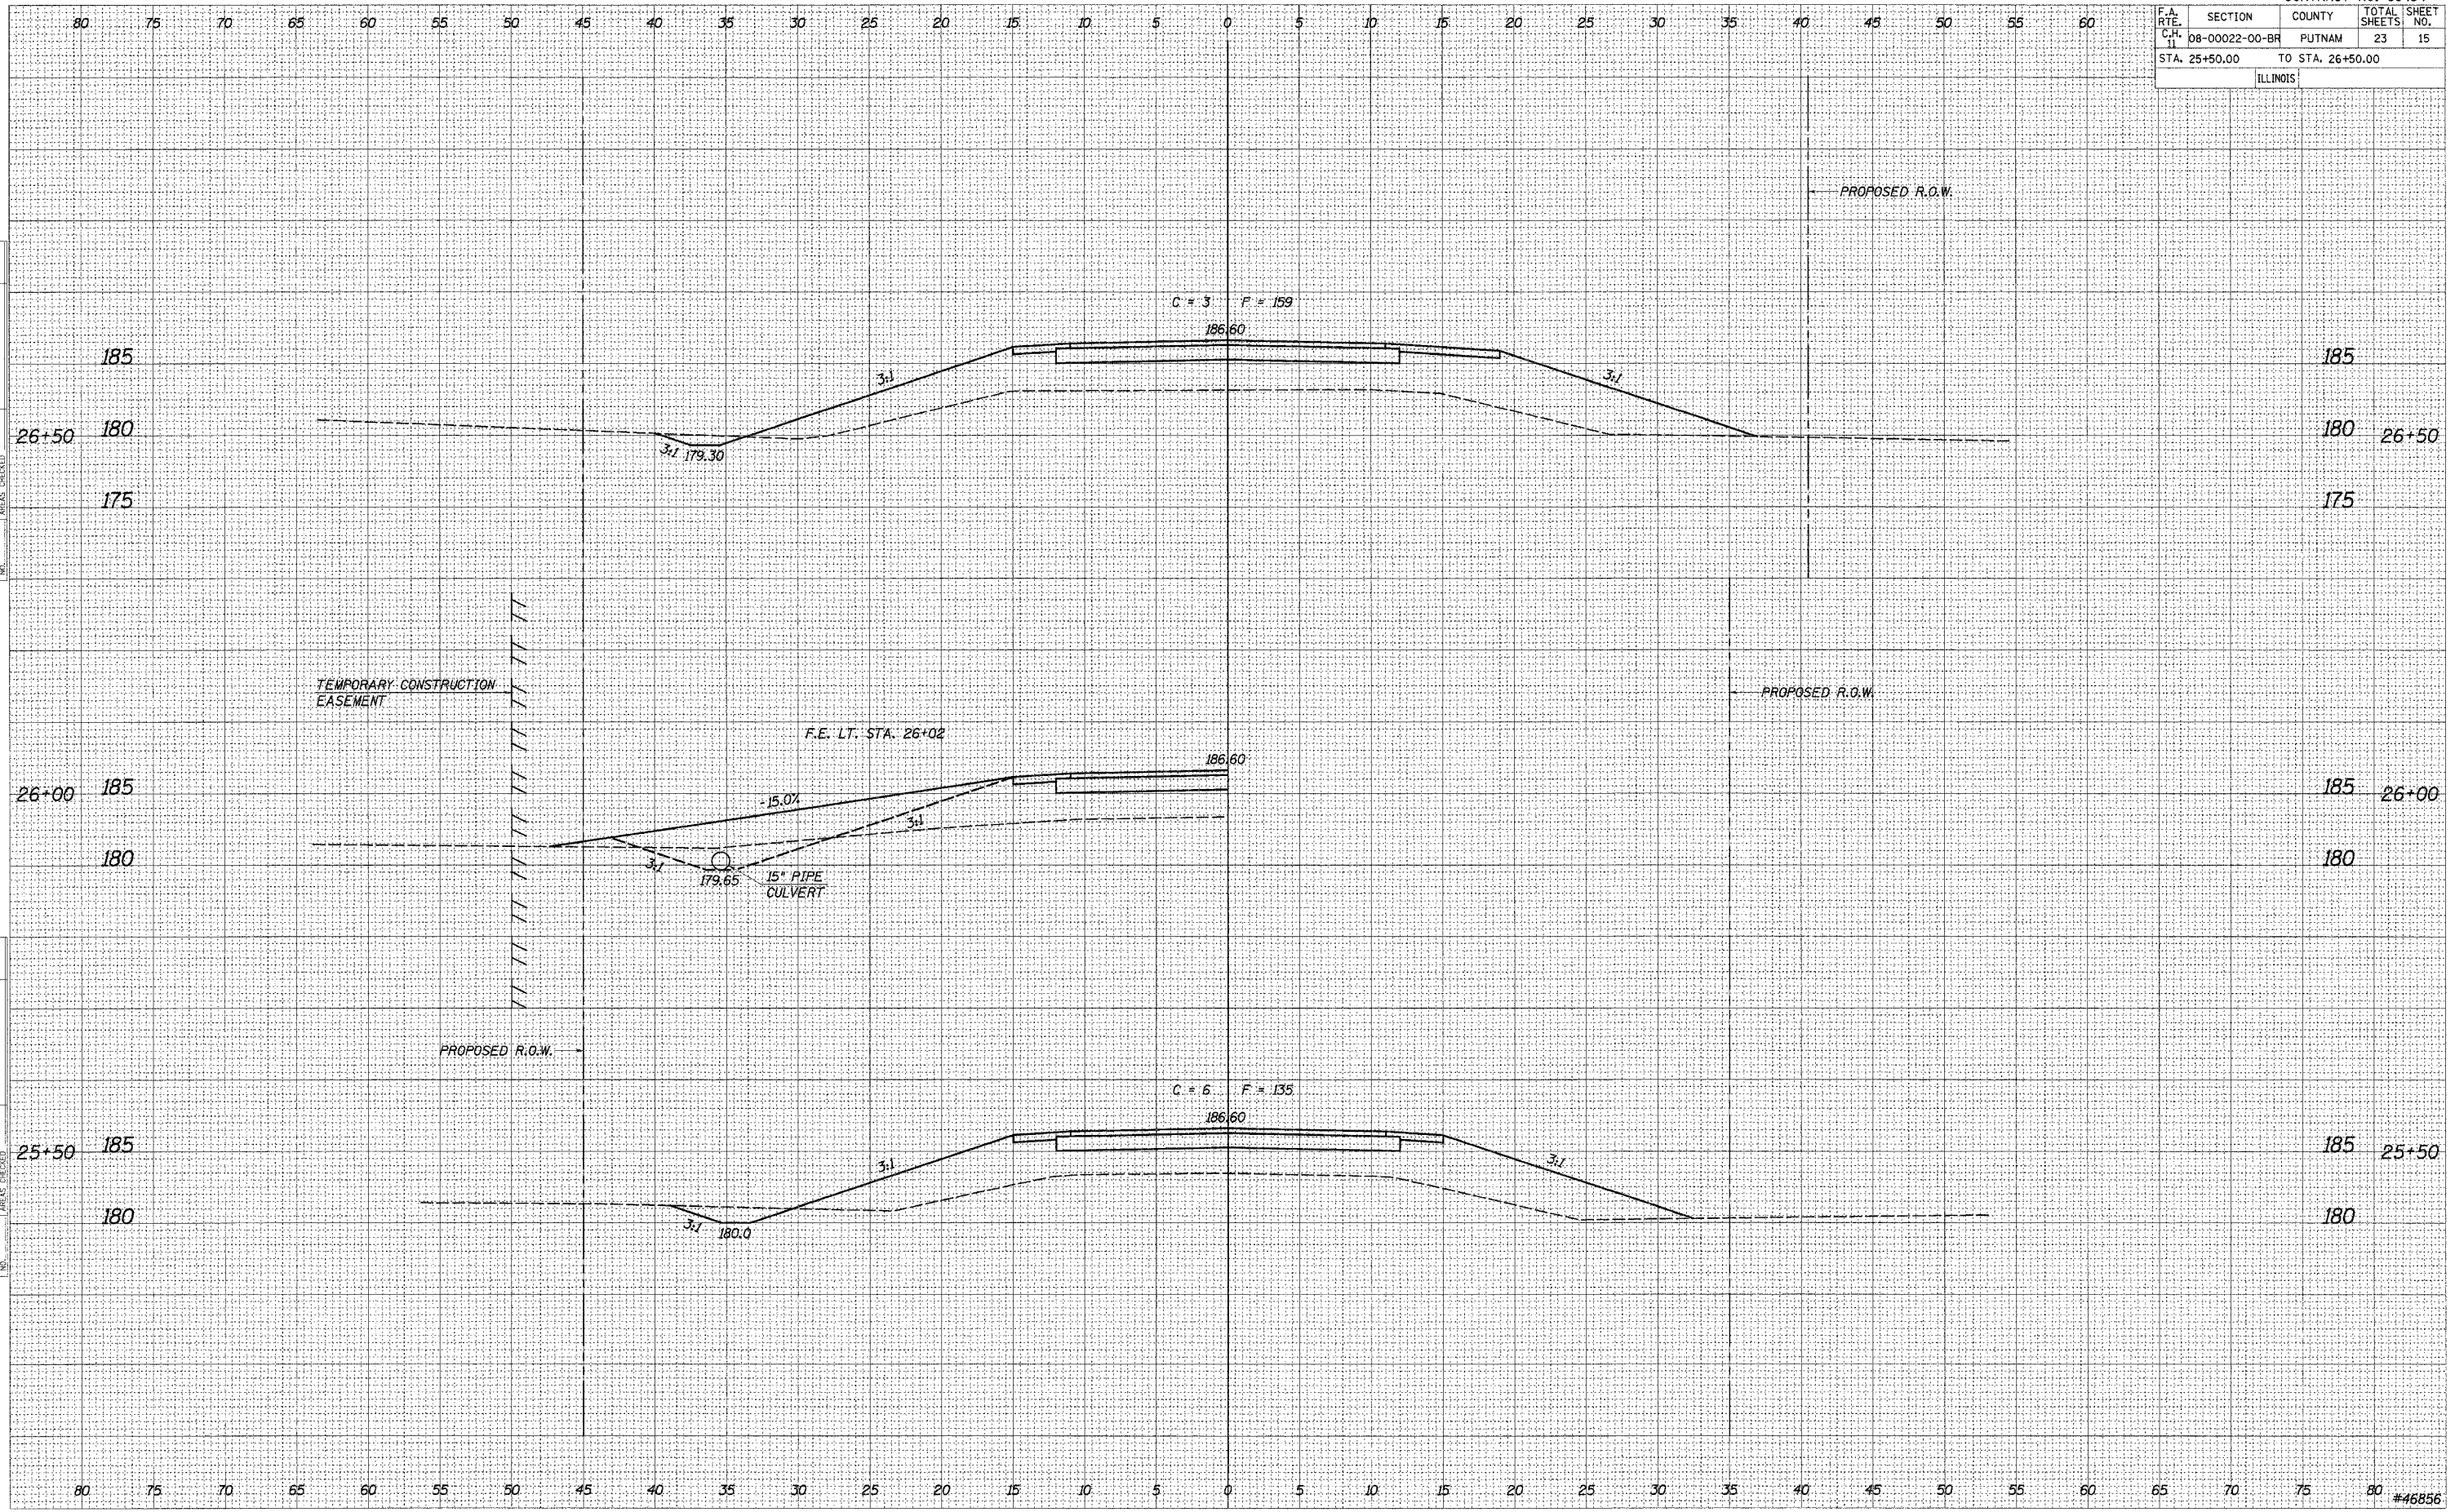 80 75 70 65 60 55 50 45 40 35 30 25 20 15 10 5 0 5 10 15 20 25 30 35 40 45 50 55 60
F.A. RTE. SECTION COUNTY TOTAL SHEETS SHEET NO.
C.H. 11 08-00022-00-BR PUTNAM 23 15
STA. 25+50.00 TO STA. 26+50.00
ILLINOIS
PROPOSED R.O.W.
C = 3 F = 159
186.60
185 185
3:1 3:1
26+50 180 180 26+50
3:1 179.30
175 175
TEMPORARY CONSTRUCTION
EASEMENT
PROPOSED R.O.W.
F.E. LT. STA. 26+02
186.60
26+00 185 185 26+00
-15.0%
3:1
180 180
3:1
179.65
15" PIPE
CULVERT
PROPOSED R.O.W.
C = 6 F = 135
186.60
25+50 185 185 25+50
3:1 3:1
180 180
3:1 180.0
AREAS CHECKED
NO.
AREAS CHECKED
NO.
80 75 70 65 60 55 50 45 40 35 30 25 20 15 10 5 0 5 10 15 20 25 30 35 40 45 50 55 60 65 70 75 80
#46856